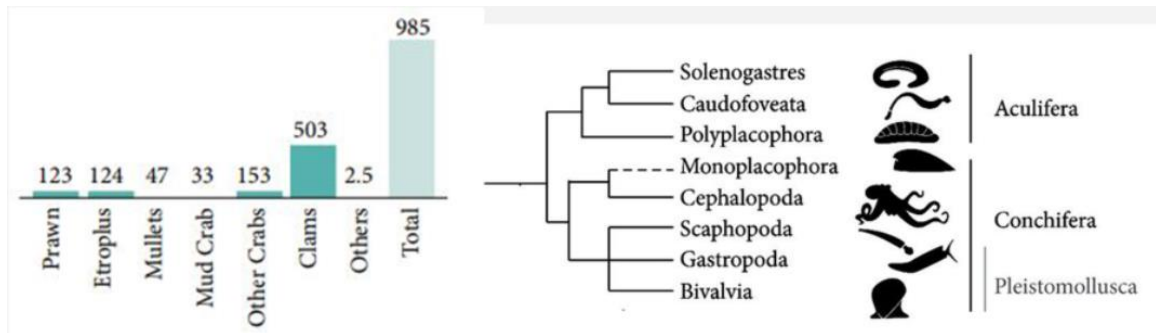 985
503
123
124
47
33
153
2.5
Prawn
Etroplus
Mullets
Mud Crab
Other Crabs
Clams
Others
Total
Solenogastres
Caudofoveata
Polyplacophora
Monoplacophora
Cephalopoda
Scaphopoda
Gastropoda
Bivalvia
Aculifera
Conchifera
Pleistomollusca